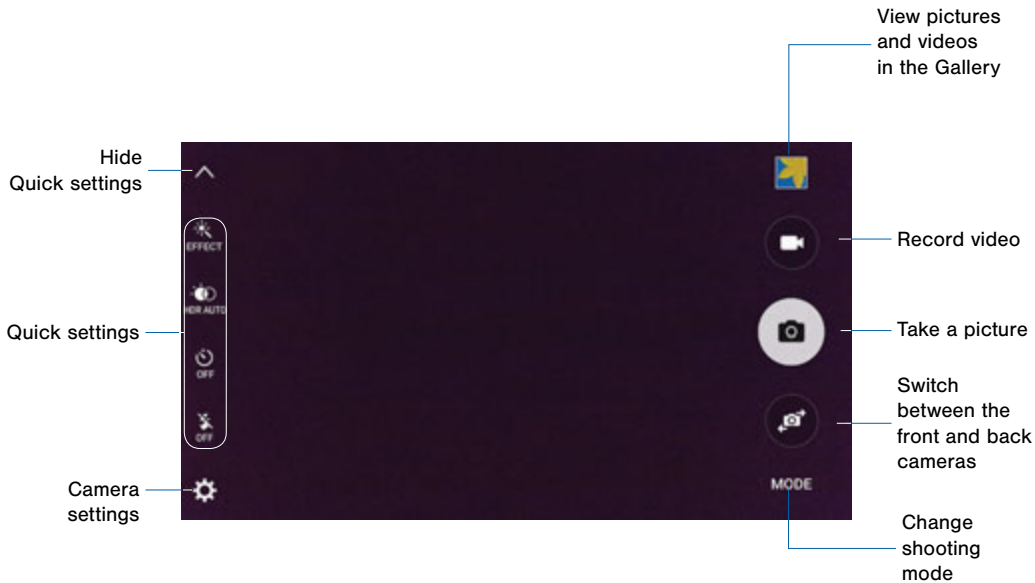 View pictures
and videos
in the Gallery
Hide
Quick settings
EFFECT
HDR AUTO
OFF
OFF
Quick settings
Camera
settings
Record video
Take a picture
Switch
between the
front and back
cameras
MODE
Change
shooting
mode